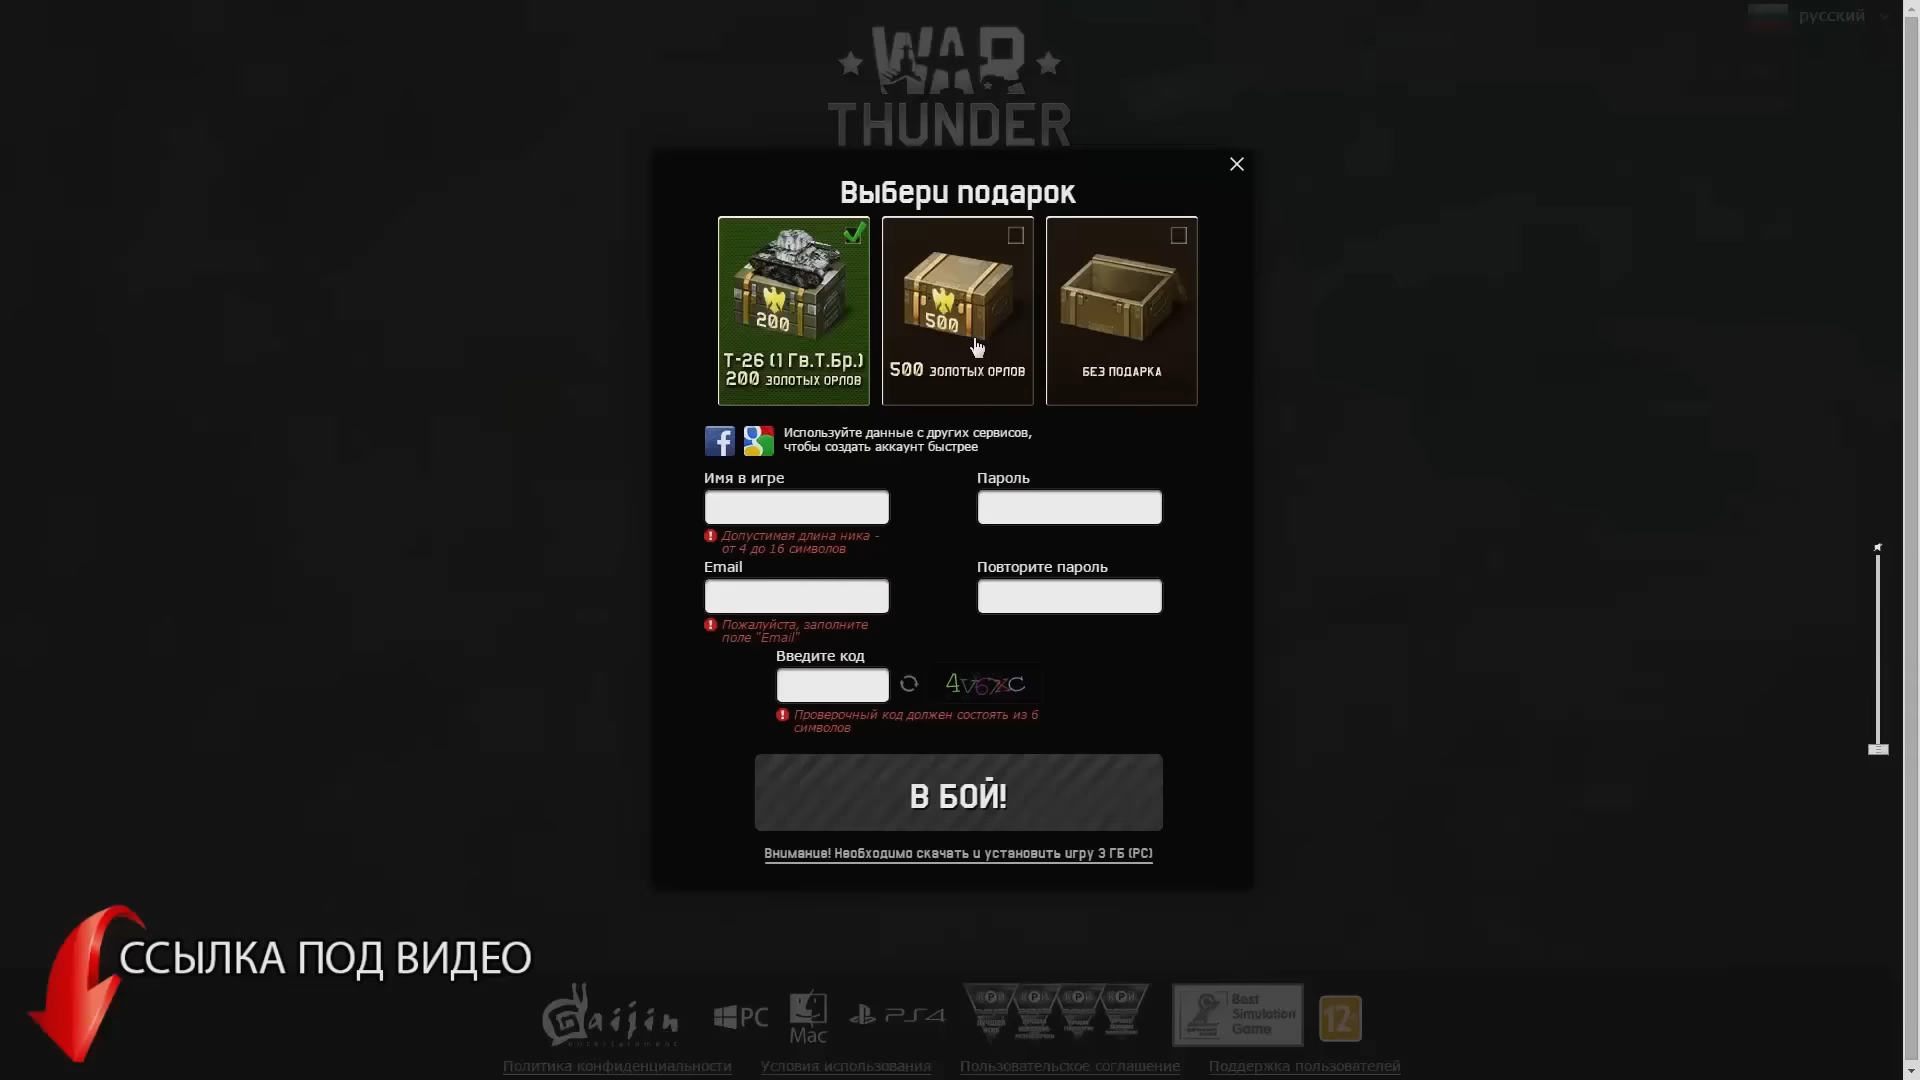 русский
WAR
THUNDER
Выбери подарок
200
Т-26 (1 Гв.Т.Бр.)
200 золотых орлов
500
500 золотых орлов
без подарка
Используйте данные с других сервисов,
чтобы создать аккаунт быстрее
Имя в игре
Пароль
Допустимая длина ника -
от 4 до 16 символов
Email
Повторите пароль
Пожалуйста, заполните
поле "Email"
Введите код
4V67XC
Проверочный код должен состоять из 6
символов
В БОЙ!
Внимание! Необходимо скачать и установить игру 3 ГБ (PC)
ССЫЛКА ПОД ВИДЕО
Gaijin
entertainment
PC
Mac
PS4
Best
Simulation
Game
12+
Политика конфиденциальности
Условия использования
Пользовательское соглашение
Поддержка пользователей